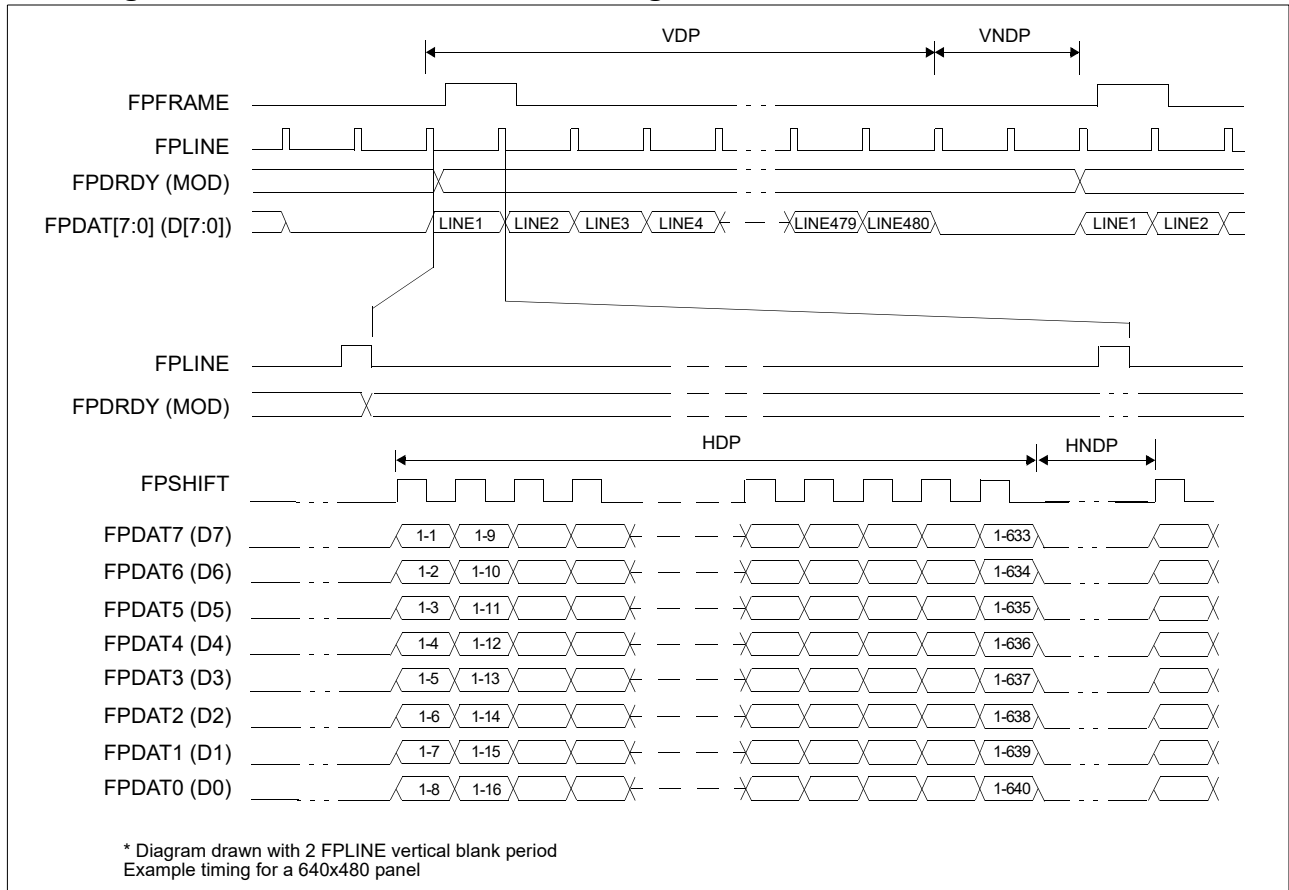 VDP VNDP
FPFRAME
FPLINE
FPDRDY (MOD)
FPDAT[7:0] (D[7:0]) LINE1 LINE2 LINE3 LINE4 LINE479 LINE480 LINE1 LINE2
FPLINE
FPDRDY (MOD)
HDP HNDP
FPSHIFT
FPDAT7 (D7) 1-1 1-9 1-633
FPDAT6 (D6) 1-2 1-10 1-634
FPDAT5 (D5) 1-3 1-11 1-635
FPDAT4 (D4) 1-4 1-12 1-636
FPDAT3 (D3) 1-5 1-13 1-637
FPDAT2 (D2) 1-6 1-14 1-638
FPDAT1 (D1) 1-7 1-15 1-639
FPDAT0 (D0) 1-8 1-16 1-640
* Diagram drawn with 2 FPLINE vertical blank period
Example timing for a 640x480 panel